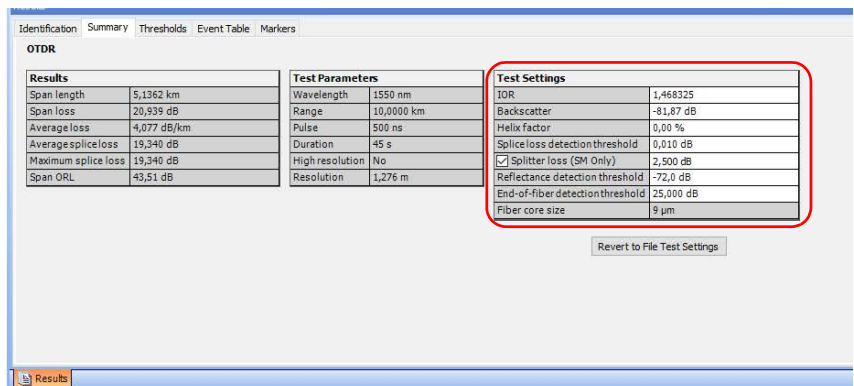 Identification Summary Thresholds Event Table Markers
OTDR
Results
Span length 5,1362 km
Span loss 20,939 dB
Average loss 4,077 dB/km
Average splice loss 19,340 dB
Maximum splice loss 19,340 dB
Span ORL 43,51 dB
Test Parameters
Wavelength 1550 nm
Range 10,0000 km
Pulse 500 ns
Duration 45 s
High resolution No
Resolution 1,276 m
Test Settings
IOR 1,468325
Backscatter -81,87 dB
Helix factor 0,00 %
Splice loss detection threshold 0,010 dB
Splitter loss (SM Only) 2,500 dB
Reflectance detection threshold -72,0 dB
End-of-fiber detection threshold 25,000 dB
Fiber core size 9 µm
Revert to File Test Settings
Results